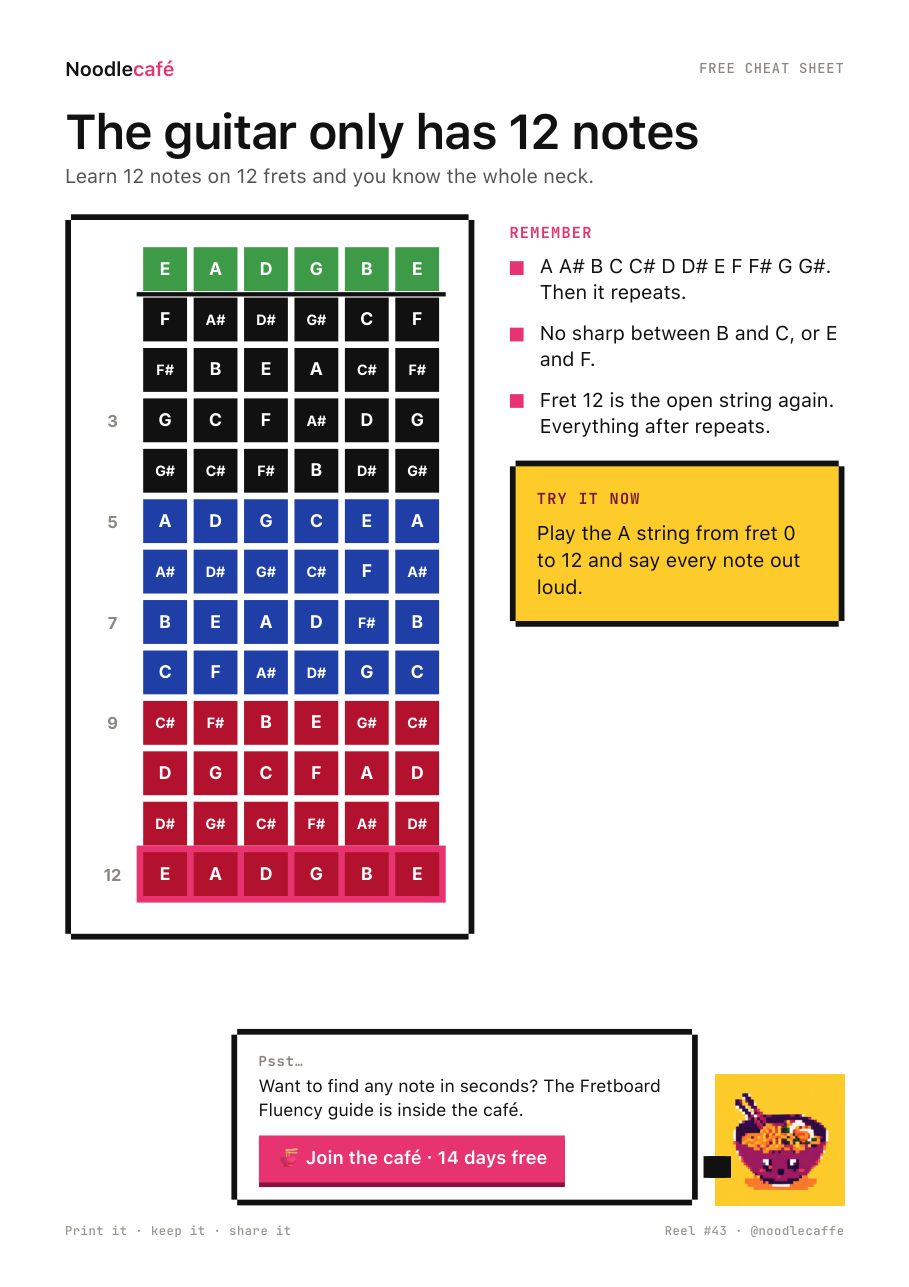 Noodlecafé
FREE CHEAT SHEET
The guitar only has 12 notes
Learn 12 notes on 12 frets and you know the whole neck.
E A D G B E
F A# D# G# C F
F# B E A C# F#
3 G C F A# D G
G# C# F# B D# G#
5 A D G C E A
A# D# G# C# F A#
7 B E A D F# B
C F A# D# G C
9 C# F# B E G# C#
D G C F A D
D# G# C# F# A# D#
12 E A D G B E
REMEMBER
A A# B C C# D D# E F F# G G#.
Then it repeats.
No sharp between B and C, or E
and F.
Fret 12 is the open string again.
Everything after repeats.
TRY IT NOW
Play the A string from fret 0
to 12 and say every note out
loud.
Psst…
Want to find any note in seconds? The Fretboard
Fluency guide is inside the café.
Join the café · 14 days free
Print it · keep it · share it
Reel #43 · @noodlecaffe